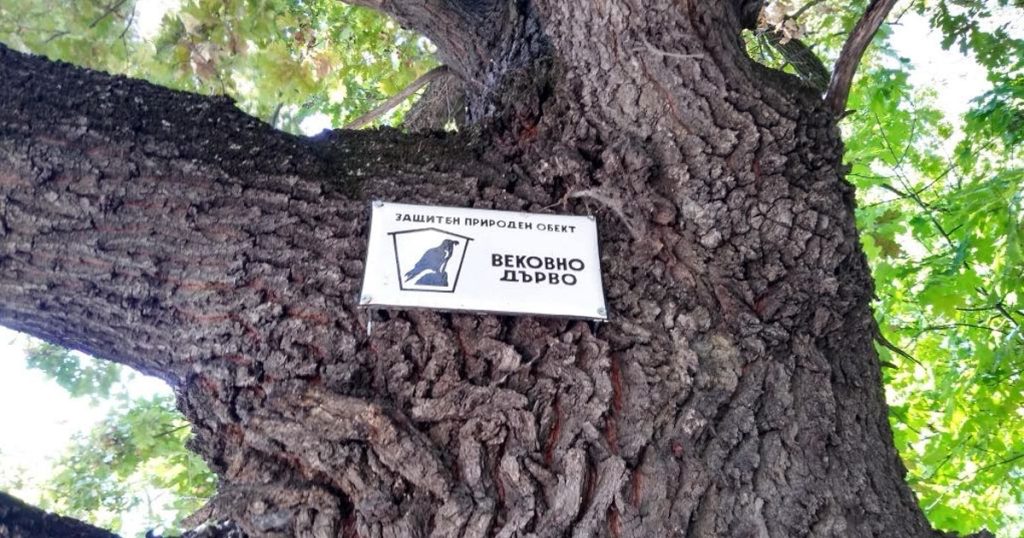 ЗАЩИТЕН ПРИРОДЕН ОБЕКТ
ВЕКОВНО
ДЪРВО